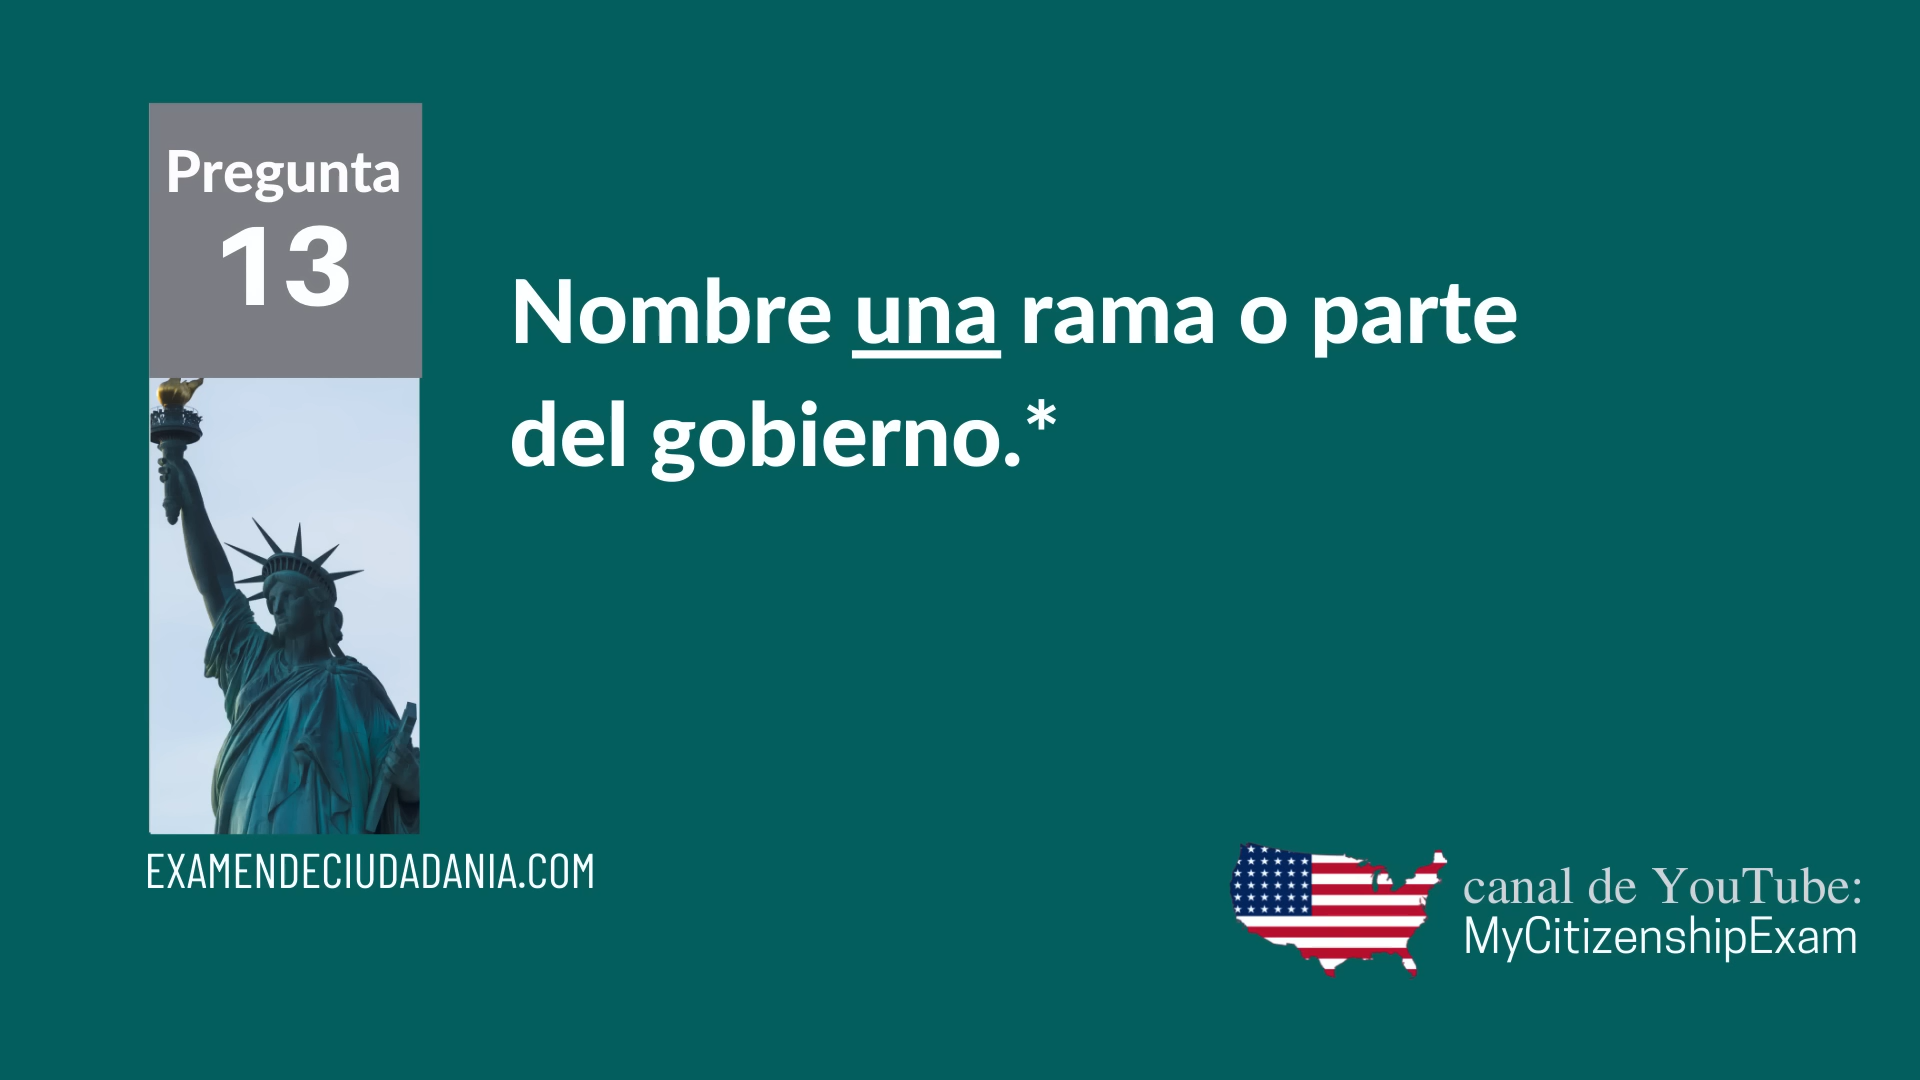 Pregunta
13
Nombre una rama o parte
del gobierno.*
EXAMENDECIUDADANIA.COM
canal de YouTube:
MyCitizenshipExam